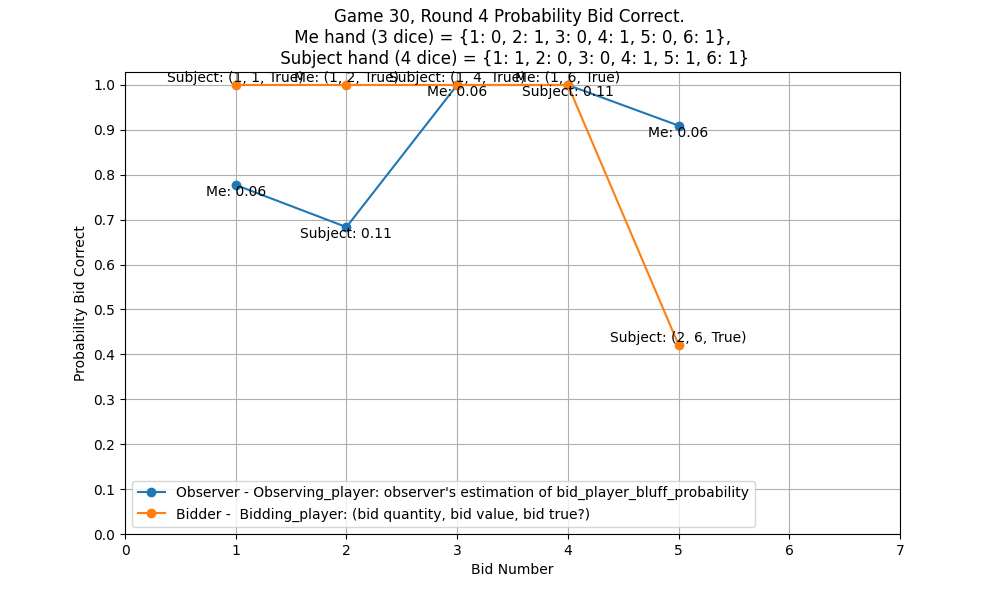 Game 30, Round 4 Probability Bid Correct.
Me hand (3 dice) = {1: 0, 2: 1, 3: 0, 4: 1, 5: 0, 6: 1},
Subject hand (4 dice) = {1: 1, 2: 0, 3: 0, 4: 1, 5: 1, 6: 1}
Subject: (1, 1, True)
Me: (1, 2, True)
Subject: (1, 4, True)
Me: (1, 6, True)
Me: 0.06
Subject: 0.11
Me: 0.06
Me: 0.06
Subject: 0.11
Subject: (2, 6, True)
1.0
0.9
0.8
0.7
0.6
0.5
0.4
0.3
0.2
0.1
0.0
Probability Bid Correct
Observer - Observing_player: observer's estimation of bid_player_bluff_probability
Bidder -  Bidding_player: (bid quantity, bid value, bid true?)
0 1 2 3 4 5 6 7
Bid Number